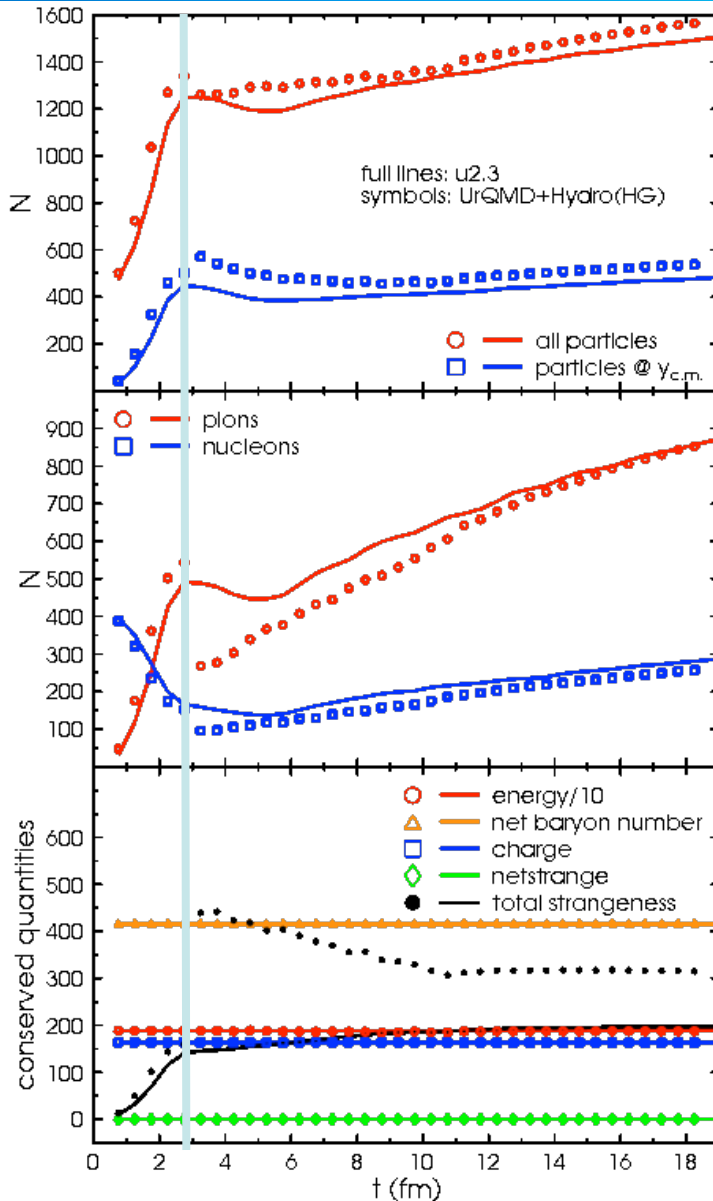 1600
1400
1200
1000
800
600
400
200
N
full lines: u2.3
symbols: UrQMD+Hydro(HG)
all particles
particles @ y_c.m.
900
800
700
600
500
400
300
200
100
N
pions
nucleons
600
500
400
300
200
100
0
conserved quantities
energy/10
net baryon number
charge
netstrange
total strangeness
0 2 4 6 8 10 12 14 16 18
t (fm)